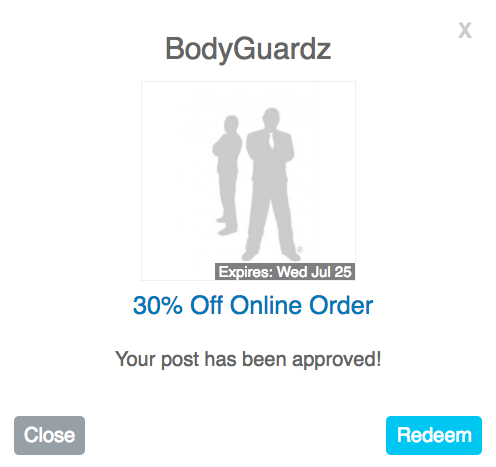 X
BodyGuardz
Expires: Wed Jul 25
30% Off Online Order
Your post has been approved!
Close
Redeem